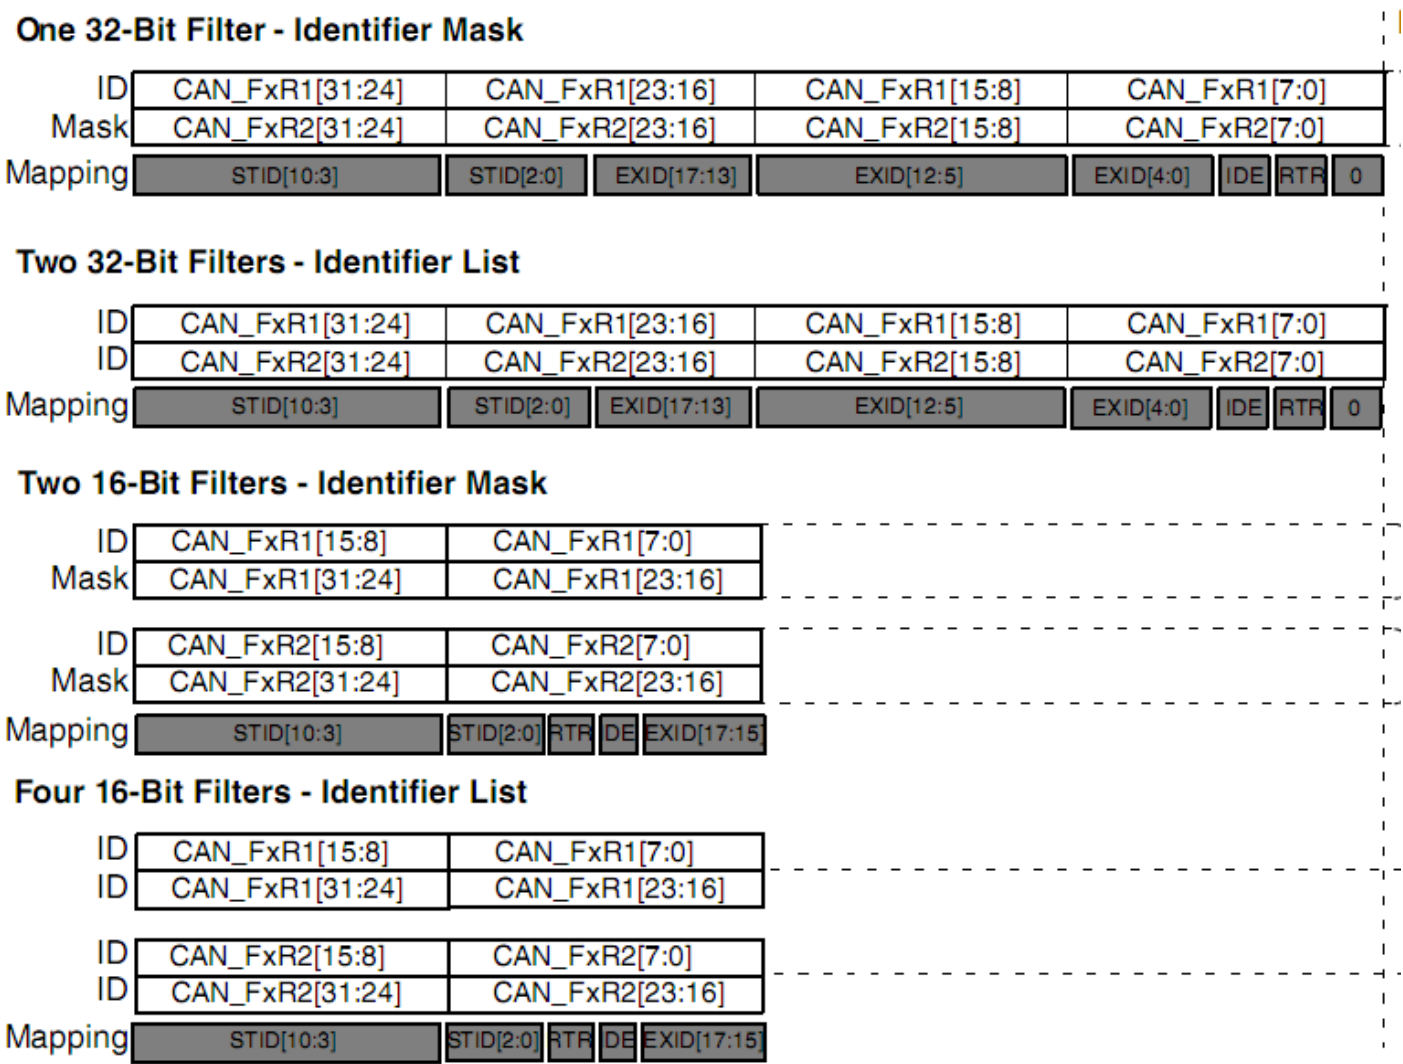 One 32-Bit Filter - Identifier Mask
ID CAN_FxR1[31:24] CAN_FxR1[23:16] CAN_FxR1[15:8] CAN_FxR1[7:0]
Mask CAN_FxR2[31:24] CAN_FxR2[23:16] CAN_FxR2[15:8] CAN_FxR2[7:0]
Mapping STID[10:3] STID[2:0] EXID[17:13] EXID[12:5] EXID[4:0] IDE RTR 0
Two 32-Bit Filters - Identifier List
ID CAN_FxR1[31:24] CAN_FxR1[23:16] CAN_FxR1[15:8] CAN_FxR1[7:0]
ID CAN_FxR2[31:24] CAN_FxR2[23:16] CAN_FxR2[15:8] CAN_FxR2[7:0]
Mapping STID[10:3] STID[2:0] EXID[17:13] EXID[12:5] EXID[4:0] IDE RTR 0
Two 16-Bit Filters - Identifier Mask
ID CAN_FxR1[15:8] CAN_FxR1[7:0]
Mask CAN_FxR1[31:24] CAN_FxR1[23:16]
ID CAN_FxR2[15:8] CAN_FxR2[7:0]
Mask CAN_FxR2[31:24] CAN_FxR2[23:16]
Mapping STID[10:3] STID[2:0] RTR IDE EXID[17:15]
Four 16-Bit Filters - Identifier List
ID CAN_FxR1[15:8] CAN_FxR1[7:0]
ID CAN_FxR1[31:24] CAN_FxR1[23:16]
ID CAN_FxR2[15:8] CAN_FxR2[7:0]
ID CAN_FxR2[31:24] CAN_FxR2[23:16]
Mapping STID[10:3] STID[2:0] RTR IDE EXID[17:15]